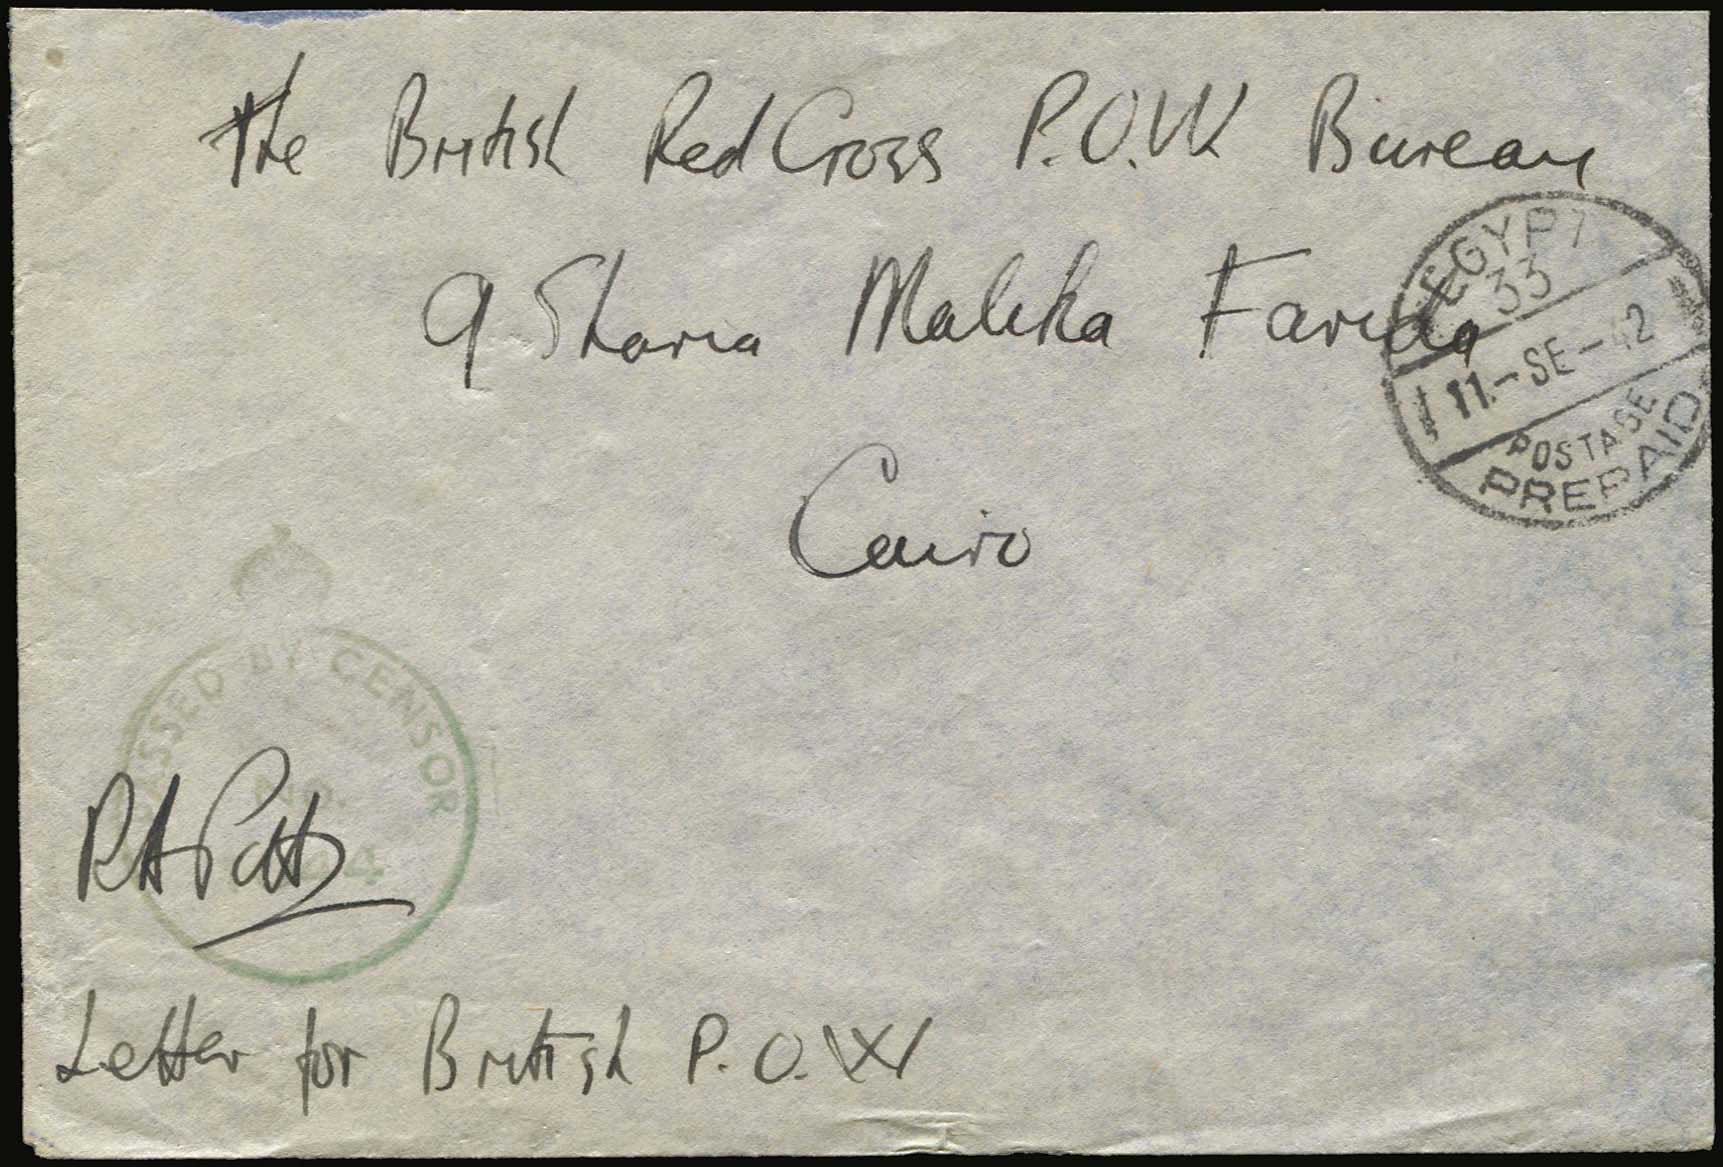 The British Red Cross P.O.W Bureau
9 Sharia Malika Farida
Cairo
EGYPT
33
11-SE-42
POSTAGE
PREPAID
PASSED BY CENSOR
No.
Letter for British P.O.W